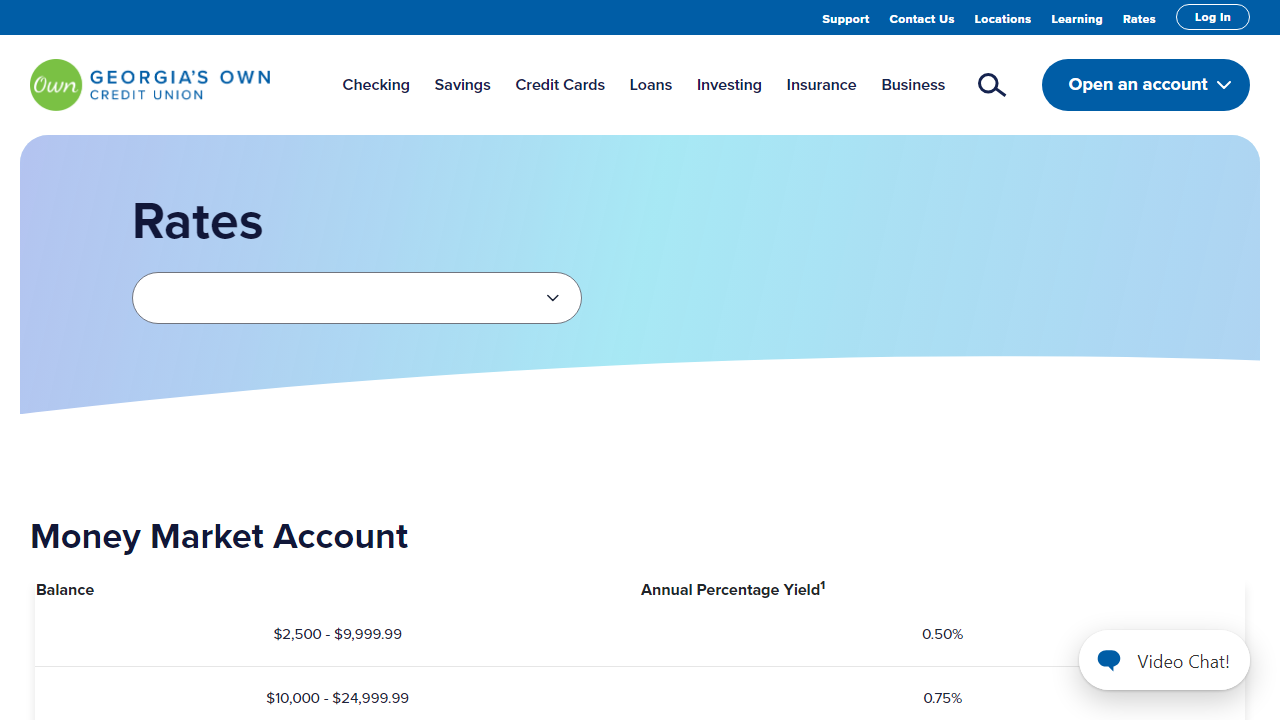 Support Contact Us Locations Learning Rates Log In
Own GEORGIA'S OWN
CREDIT UNION
Checking Savings Credit Cards Loans Investing Insurance Business Open an account
Rates
Money Market Account
Balance Annual Percentage Yield1
$2,500 - $9,999.99 0.50%
Video Chat!
$10,000 - $24,999.99 0.75%